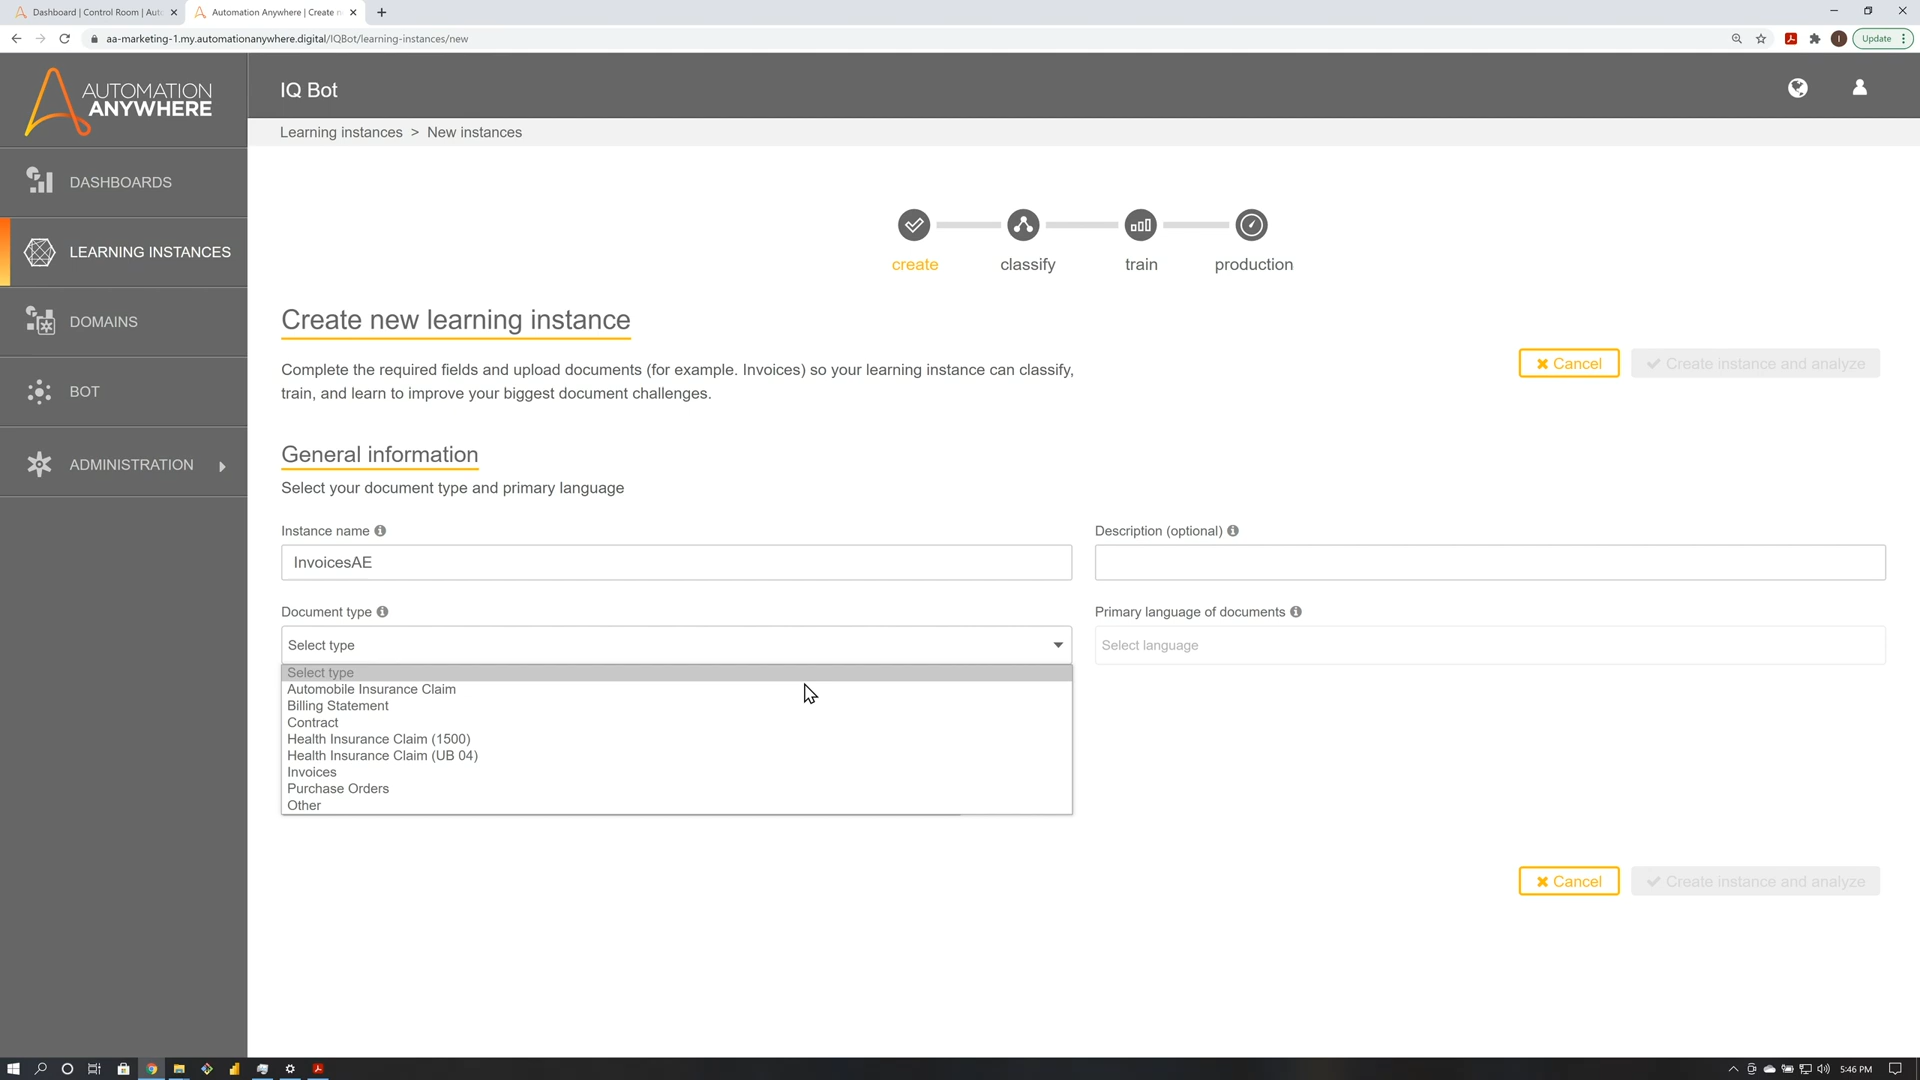 Dashboard | Control Room | Aut
Automation Anywhere | Create n
aa-marketing-1.my.automationanywhere.digital/IQBot/learning-instances/new
Update
AUTOMATION
ANYWHERE
IQ Bot
Learning instances > New instances
DASHBOARDS
LEARNING INSTANCES
DOMAINS
BOT
ADMINISTRATION
create
classify
train
production
Create new learning instance
Complete the required fields and upload documents (for example. Invoices) so your learning instance can classify,
train, and learn to improve your biggest document challenges.
Cancel
Create instance and analyze
General information
Select your document type and primary language
Instance name
Description (optional)
InvoicesAE
Document type
Primary language of documents
Select type
Select language
Select type
Automobile Insurance Claim
Billing Statement
Contract
Health Insurance Claim (1500)
Health Insurance Claim (UB 04)
Invoices
Purchase Orders
Other
Cancel
Create instance and analyze
5:46 PM